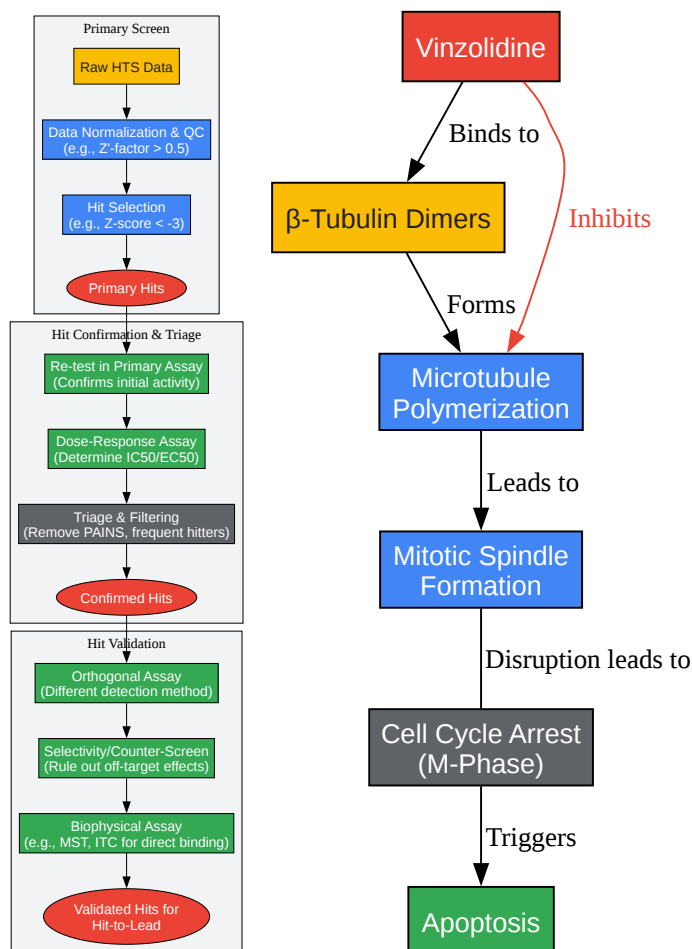 Primary Screen
Raw HTS Data
Data Normalization & QC
(e.g., Z'-factor > 0.5)
Hit Selection
(e.g., Z-score < -3)
Primary Hits
Hit Confirmation & Triage
Re-test in Primary Assay
(Confirms initial activity)
Dose-Response Assay
(Determine IC50/EC50)
Triage & Filtering
(Remove PAINS, frequent hitters)
Confirmed Hits
Hit Validation
Orthogonal Assay
(Different detection method)
Selectivity/Counter-Screen
(Rule out off-target effects)
Biophysical Assay
(e.g., MST, ITC for direct binding)
Validated Hits for
Hit-to-Lead
Vinzolidine
Binds to
β-Tubulin Dimers
Inhibits
Forms
Microtubule
Polymerization
Leads to
Mitotic Spindle
Formation
Disruption leads to
Cell Cycle Arrest
(M-Phase)
Triggers
Apoptosis